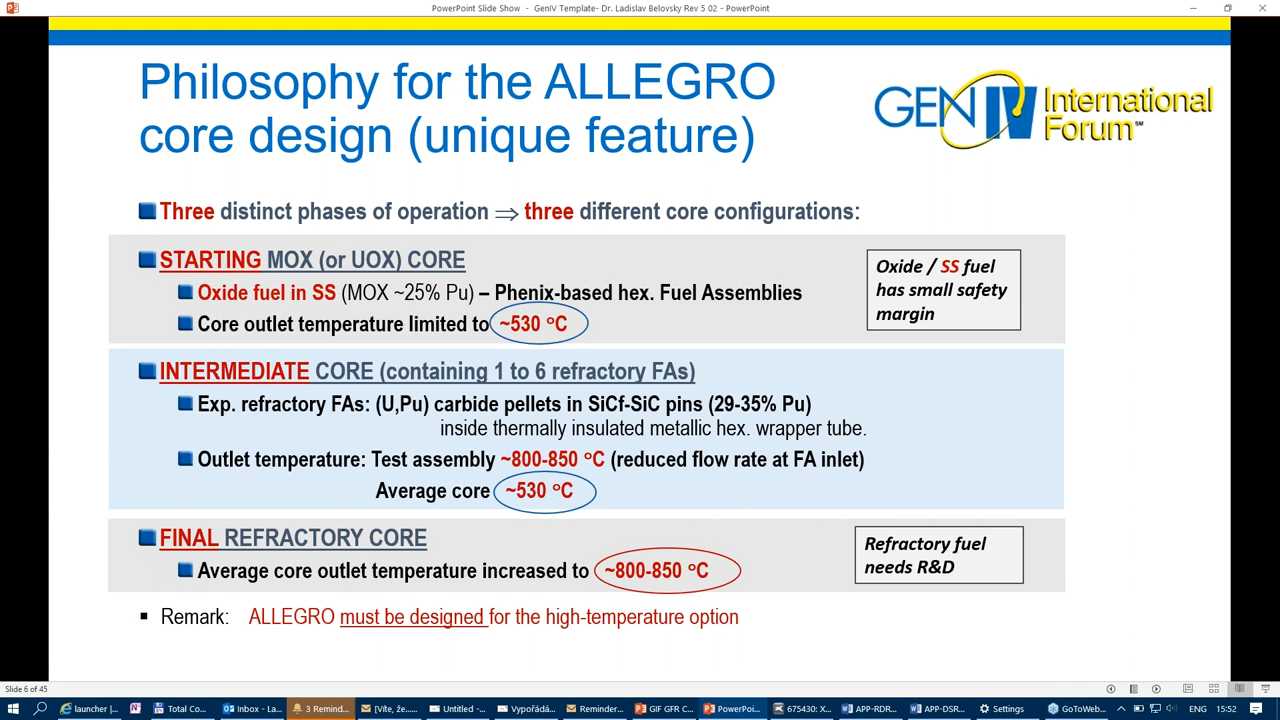 PowerPoint Slide Show - GenIV Template- Dr. Ladislav Belovsky Rev 5 02 - PowerPoint
Philosophy for the ALLEGRO
core design (unique feature)
GEN IV International
Forum℠
Three distinct phases of operation ⇒ three different core configurations:
STARTING MOX (or UOX) CORE
Oxide fuel in SS (MOX ~25% Pu) – Phenix-based hex. Fuel Assemblies
Core outlet temperature limited to ~530 °C
Oxide / SS fuel
has small safety
margin
INTERMEDIATE CORE (containing 1 to 6 refractory FAs)
Exp. refractory FAs: (U,Pu) carbide pellets in SiCf-SiC pins (29-35% Pu)
inside thermally insulated metallic hex. wrapper tube.
Outlet temperature: Test assembly ~800-850 °C (reduced flow rate at FA inlet)
Average core ~530 °C
FINAL REFRACTORY CORE
Average core outlet temperature increased to ~800-850 °C
Refractory fuel
needs R&D
Remark: ALLEGRO must be designed for the high-temperature option
Slide 6 of 45
launcher |... Total Co... Inbox - La... 3 Remind... [Víte, že... Untitled -... Vypořád... Reminder... GIF GFR C... PowerPoi... 675430: X... APP-RDR... APP-DSR... Settings GoToWeb... ENG 15:52